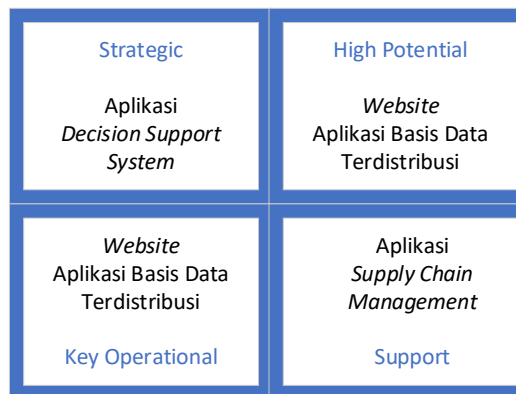 Strategic
Aplikasi
Decision Support
System
High Potential
Website
Aplikasi Basis Data
Terdistribusi
Website
Aplikasi Basis Data
Terdistribusi
Key Operational
Aplikasi
Supply Chain
Management
Support